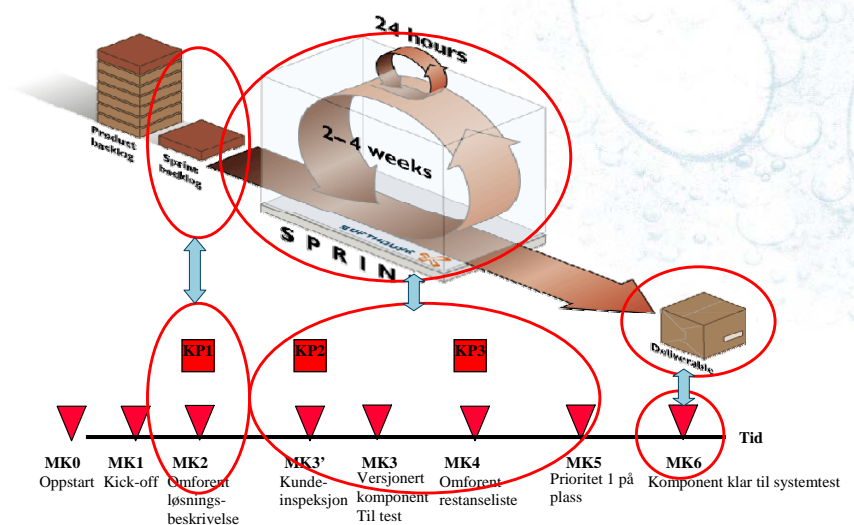 24 hours
Product
backlog
Sprint
backlog
2–4 weeks
SOFTHOUSE
SPRIN
Deliverable
KP1
KP2
KP3
Tid
MK0
Oppstart
MK1
Kick-off
MK2
Omforent
løsnings-
beskrivelse
MK3'
Kunde-
inspeksjon
MK3
Versjonert
komponent
Til test
MK4
Omforent
restanseliste
MK5
Prioritet 1 på
plass
MK6
Komponent klar til systemtest